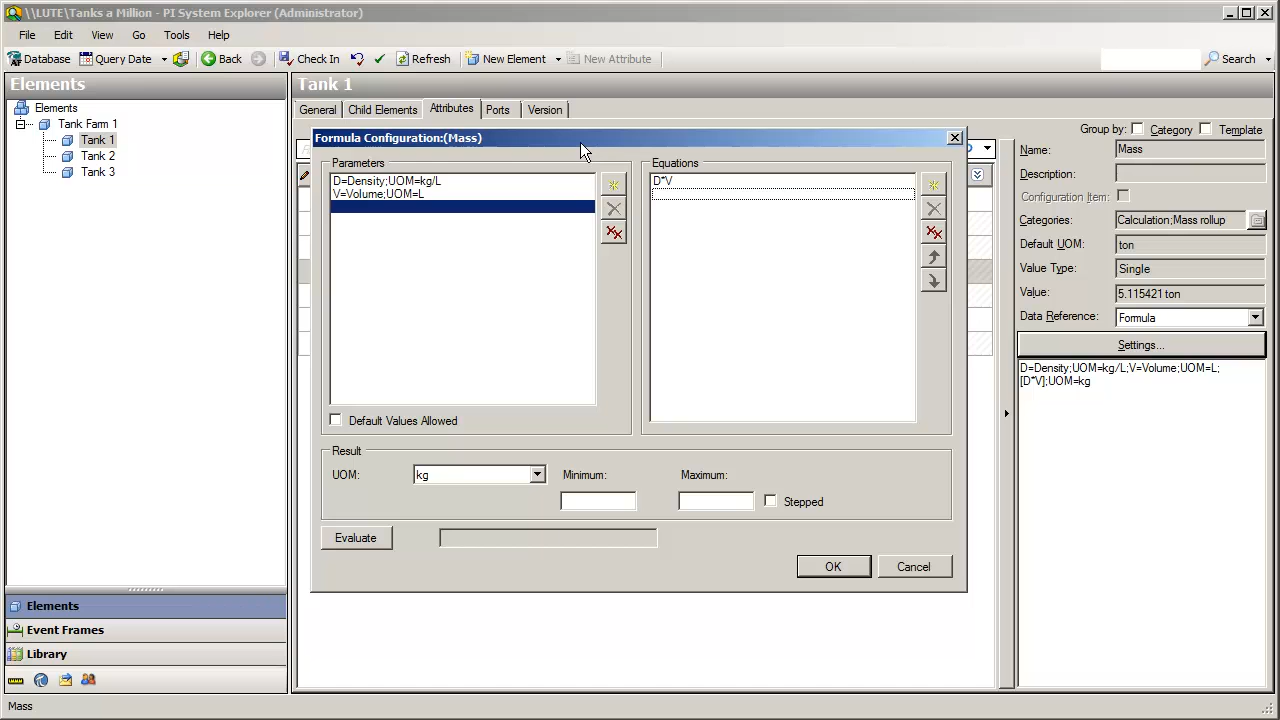 \\LUTE\Tanks a Million - PI System Explorer (Administrator)
File Edit View Go Tools Help
Database Query Date Back Check In Refresh New Element New Attribute Search
Elements
Elements
Tank Fam 1
Tank 1
Tank 2
Tank 3
Elements
Event Frames
Library
Tank 1
General Child Elements Attributes Ports Version
Formula Configuration:(Mass)
Parameters
D=Density;UOM=kg/L
V=Volume;UOM=L
Default Values Allowed
Equations
D*V
Result
UOM: kg Minimum: Maximum: Stepped
Evaluate
OK Cancel
Group by: Category Template
Name: Mass
Description:
Configuration Item:
Categories: Calculation;Mass rollup
Default UOM: ton
Value Type: Single
Value: 5.115421 ton
Data Reference: Formula
Settings...
D=Density;UOM=kg/L;V=Volume;UOM=L;
[D*V];UOM=kg
Mass